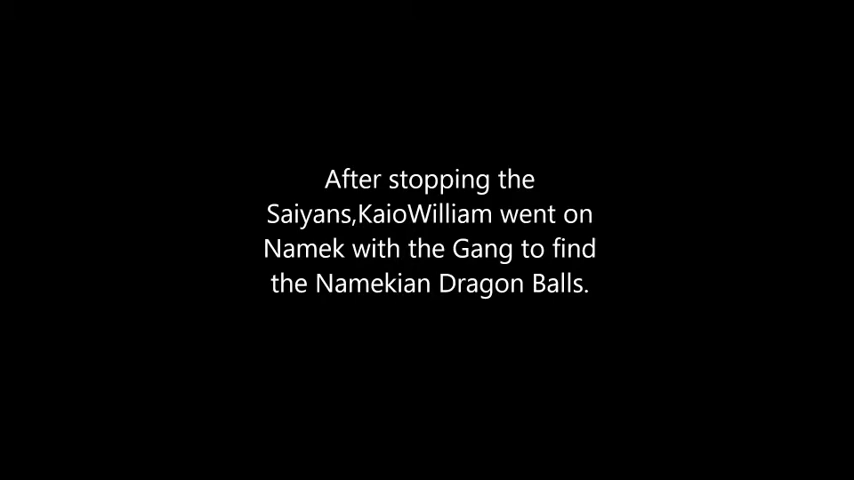 After stopping the
Saiyans,KaioWilliam went on
Namek with the Gang to find
the Namekian Dragon Balls.